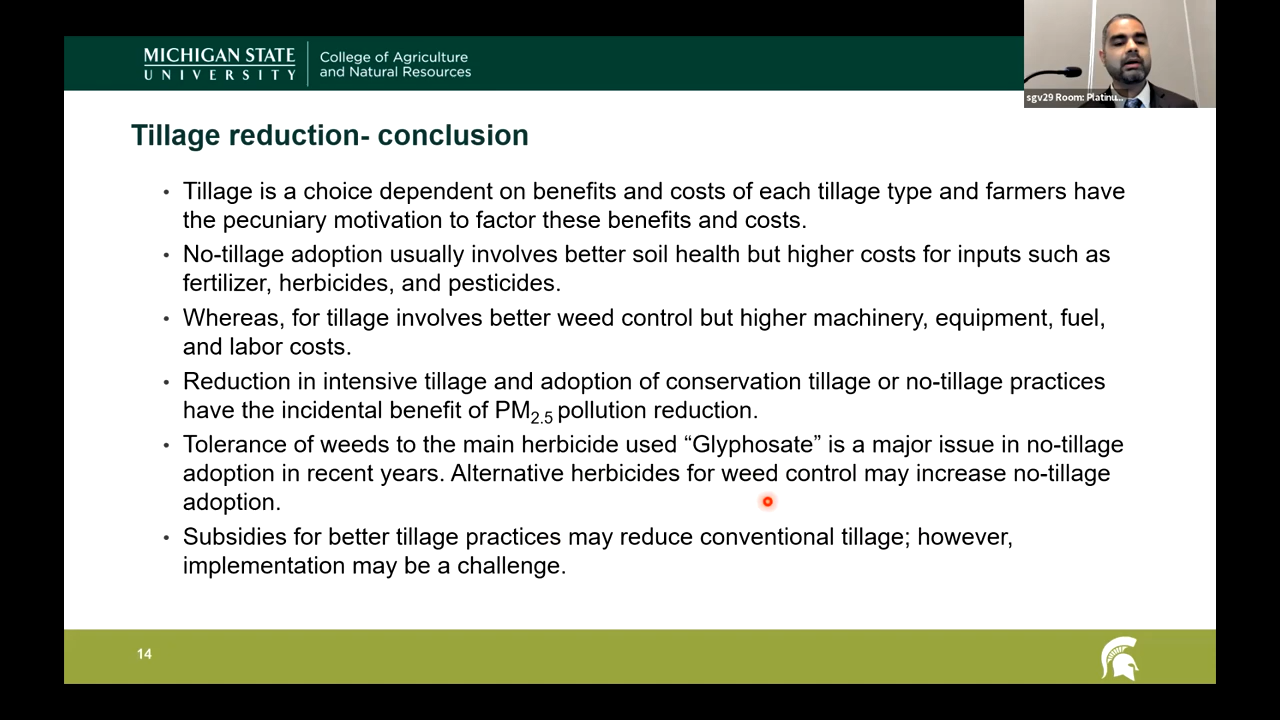 MICHIGAN STATE
UNIVERSITY
College of Agriculture
and Natural Resources
sgv29 Room: Platinu...
Tillage reduction- conclusion
• Tillage is a choice dependent on benefits and costs of each tillage type and farmers have
the pecuniary motivation to factor these benefits and costs.
• No-tillage adoption usually involves better soil health but higher costs for inputs such as
fertilizer, herbicides, and pesticides.
• Whereas, for tillage involves better weed control but higher machinery, equipment, fuel,
and labor costs.
• Reduction in intensive tillage and adoption of conservation tillage or no-tillage practices
have the incidental benefit of PM2.5 pollution reduction.
• Tolerance of weeds to the main herbicide used “Glyphosate” is a major issue in no-tillage
adoption in recent years. Alternative herbicides for weed control may increase no-tillage
adoption.
• Subsidies for better tillage practices may reduce conventional tillage; however,
implementation may be a challenge.
14